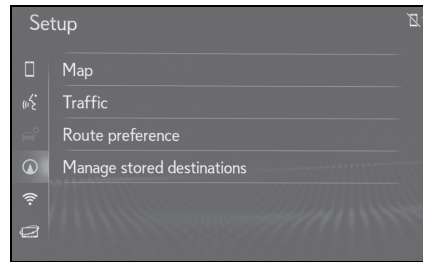 Setup
Map
Traffic
Route preference
Manage stored destinations